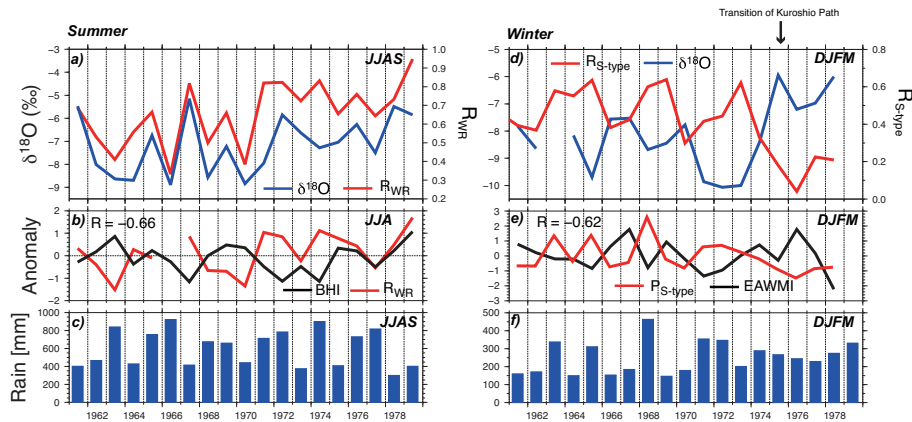 Transition of Kuroshio Path
Summer
Winter
a)
JJAS
−3
−4
−5
−6
−7
−8
−9
δ18O (‰)
1.0
0.9
0.8
0.7
0.6
0.5
0.4
0.3
0.2
RWR
δ18O
RWR
b)
R = −0.66
JJA
2
1
0
−1
−2
Anomaly
BHI
RWR
c)
JJAS
1000
800
600
400
200
0
Rain [mm]
1962
1964
1966
1968
1970
1972
1974
1976
1978
d)
RS-type
δ18O
DJFM
−5
−6
−7
−8
−9
−10
0.8
0.6
0.4
0.2
0.0
RS-type
e)
R = −0.62
DJFM
3
2
1
0
−1
−2
−3
PS-type
EAWMI
f)
DJFM
500
400
300
200
100
0
1962
1964
1966
1968
1970
1972
1974
1976
1978